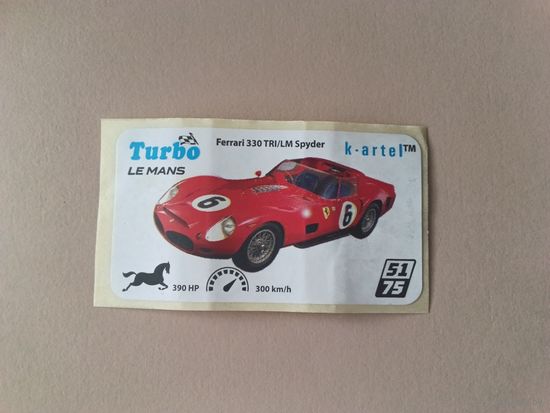 Turbo
LE MANS
Ferrari 330 TRI/LM Spyder
k-artel™
6
6
390 HP
300 km/h
51
75